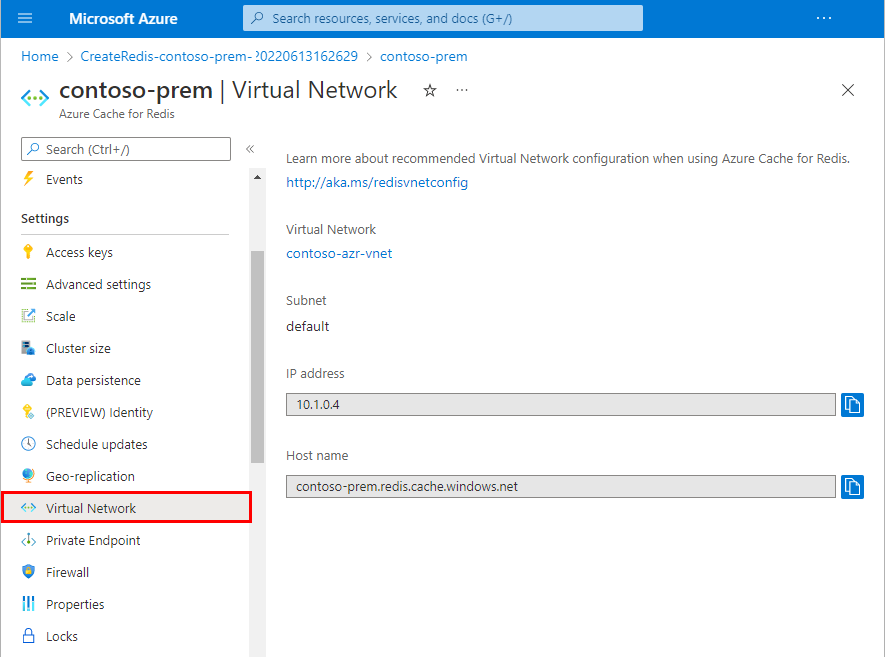 Microsoft Azure
Search resources, services, and docs (G+/)
...
Home > CreateRedis-contoso-prem-20220613162629 > contoso-prem
contoso-prem | Virtual Network
...
Azure Cache for Redis
Search (Ctrl+/)
«
Events
Settings
Access keys
Advanced settings
Scale
Cluster size
Data persistence
(PREVIEW) Identity
Schedule updates
Geo-replication
Virtual Network
Private Endpoint
Firewall
Properties
Locks
Learn more about recommended Virtual Network configuration when using Azure Cache for Redis.
http://aka.ms/redisvnetconfig
Virtual Network
contoso-azr-vnet
Subnet
default
IP address
10.1.0.4
Host name
contoso-prem.redis.cache.windows.net